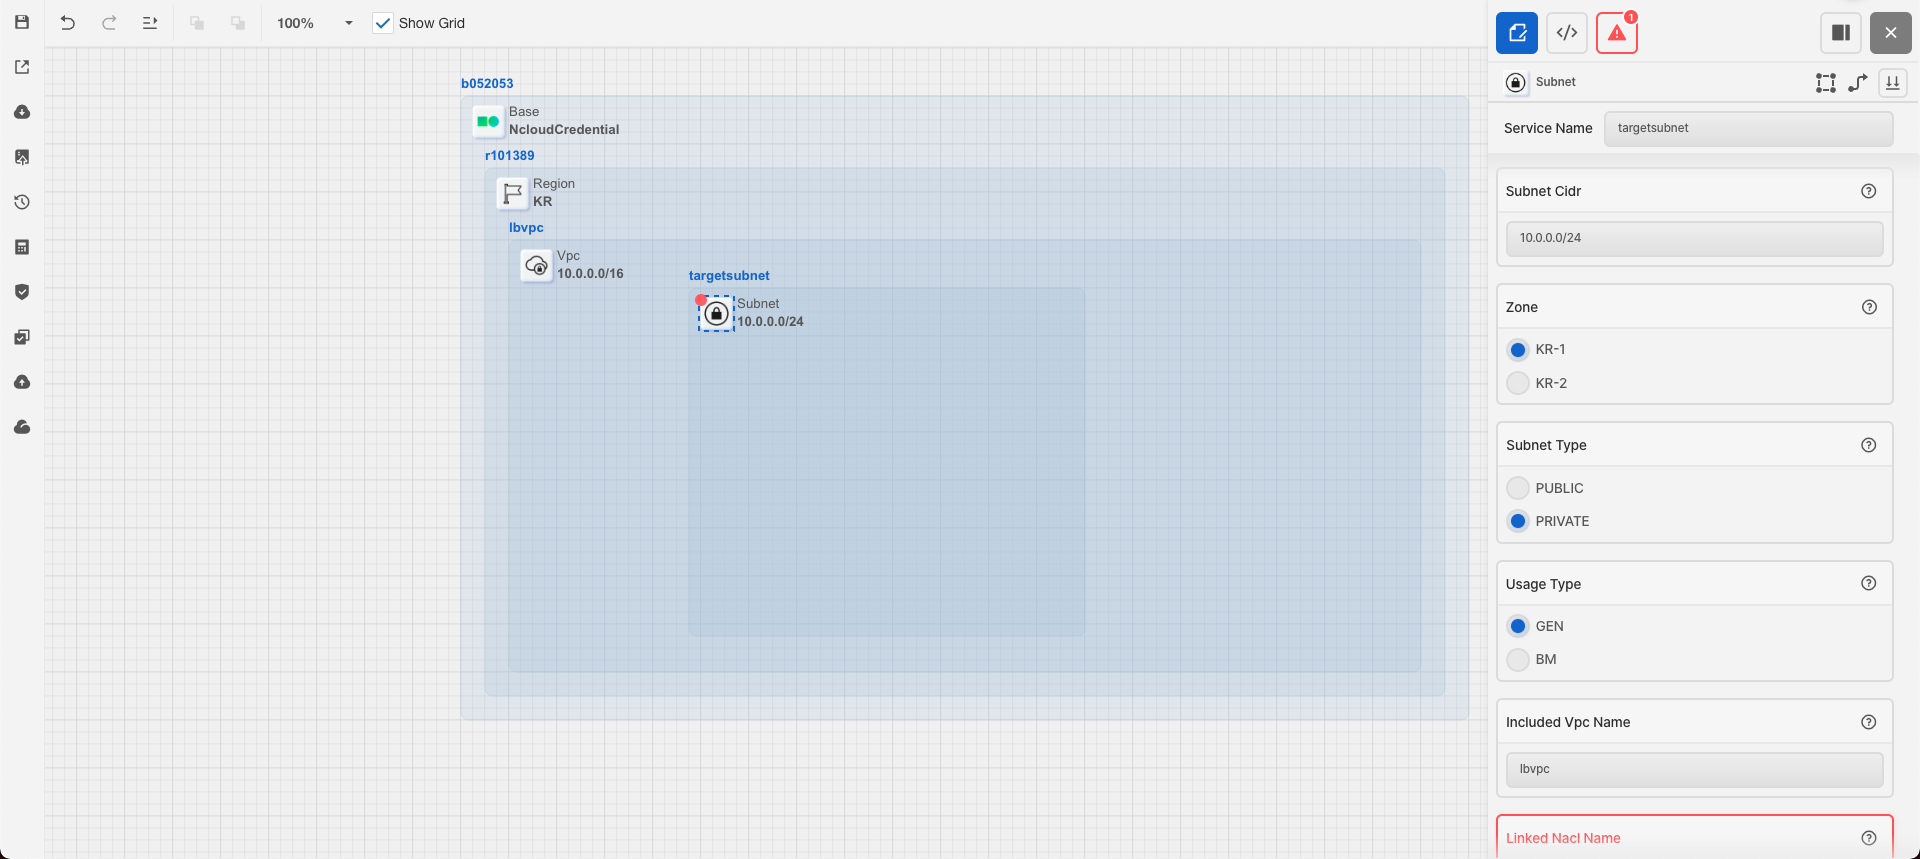 100%
Show Grid
b052053
Base
NcloudCredential
r101389
Region
KR
lbvpc
Vpc
10.0.0.0/16
targetsubnet
Subnet
10.0.0.0/24
</>
1
Subnet
Service Name
targetsubnet
Subnet Cidr
10.0.0.0/24
Zone
KR-1
KR-2
Subnet Type
PUBLIC
PRIVATE
Usage Type
GEN
BM
Included Vpc Name
lbvpc
Linked Nacl Name